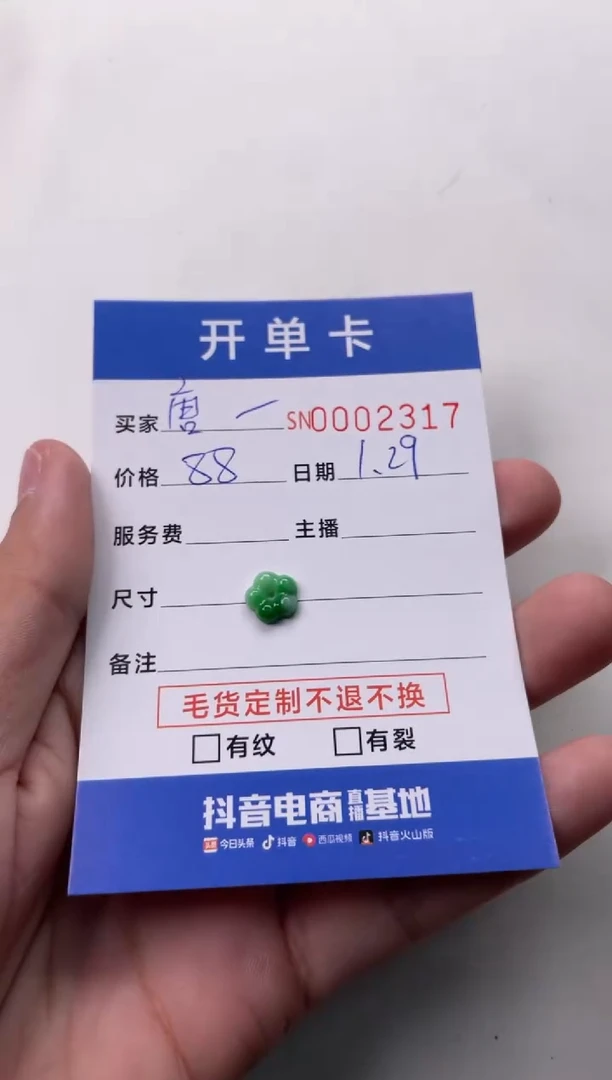 开单卡
买家 唐一 SN0002317
价格 88 日期 1.29
服务费 主播
尺寸
备注
毛货定制不退不换
有纹 有裂
抖音电商直播基地
头条 今日头条 抖音 西瓜视频 抖音火山版